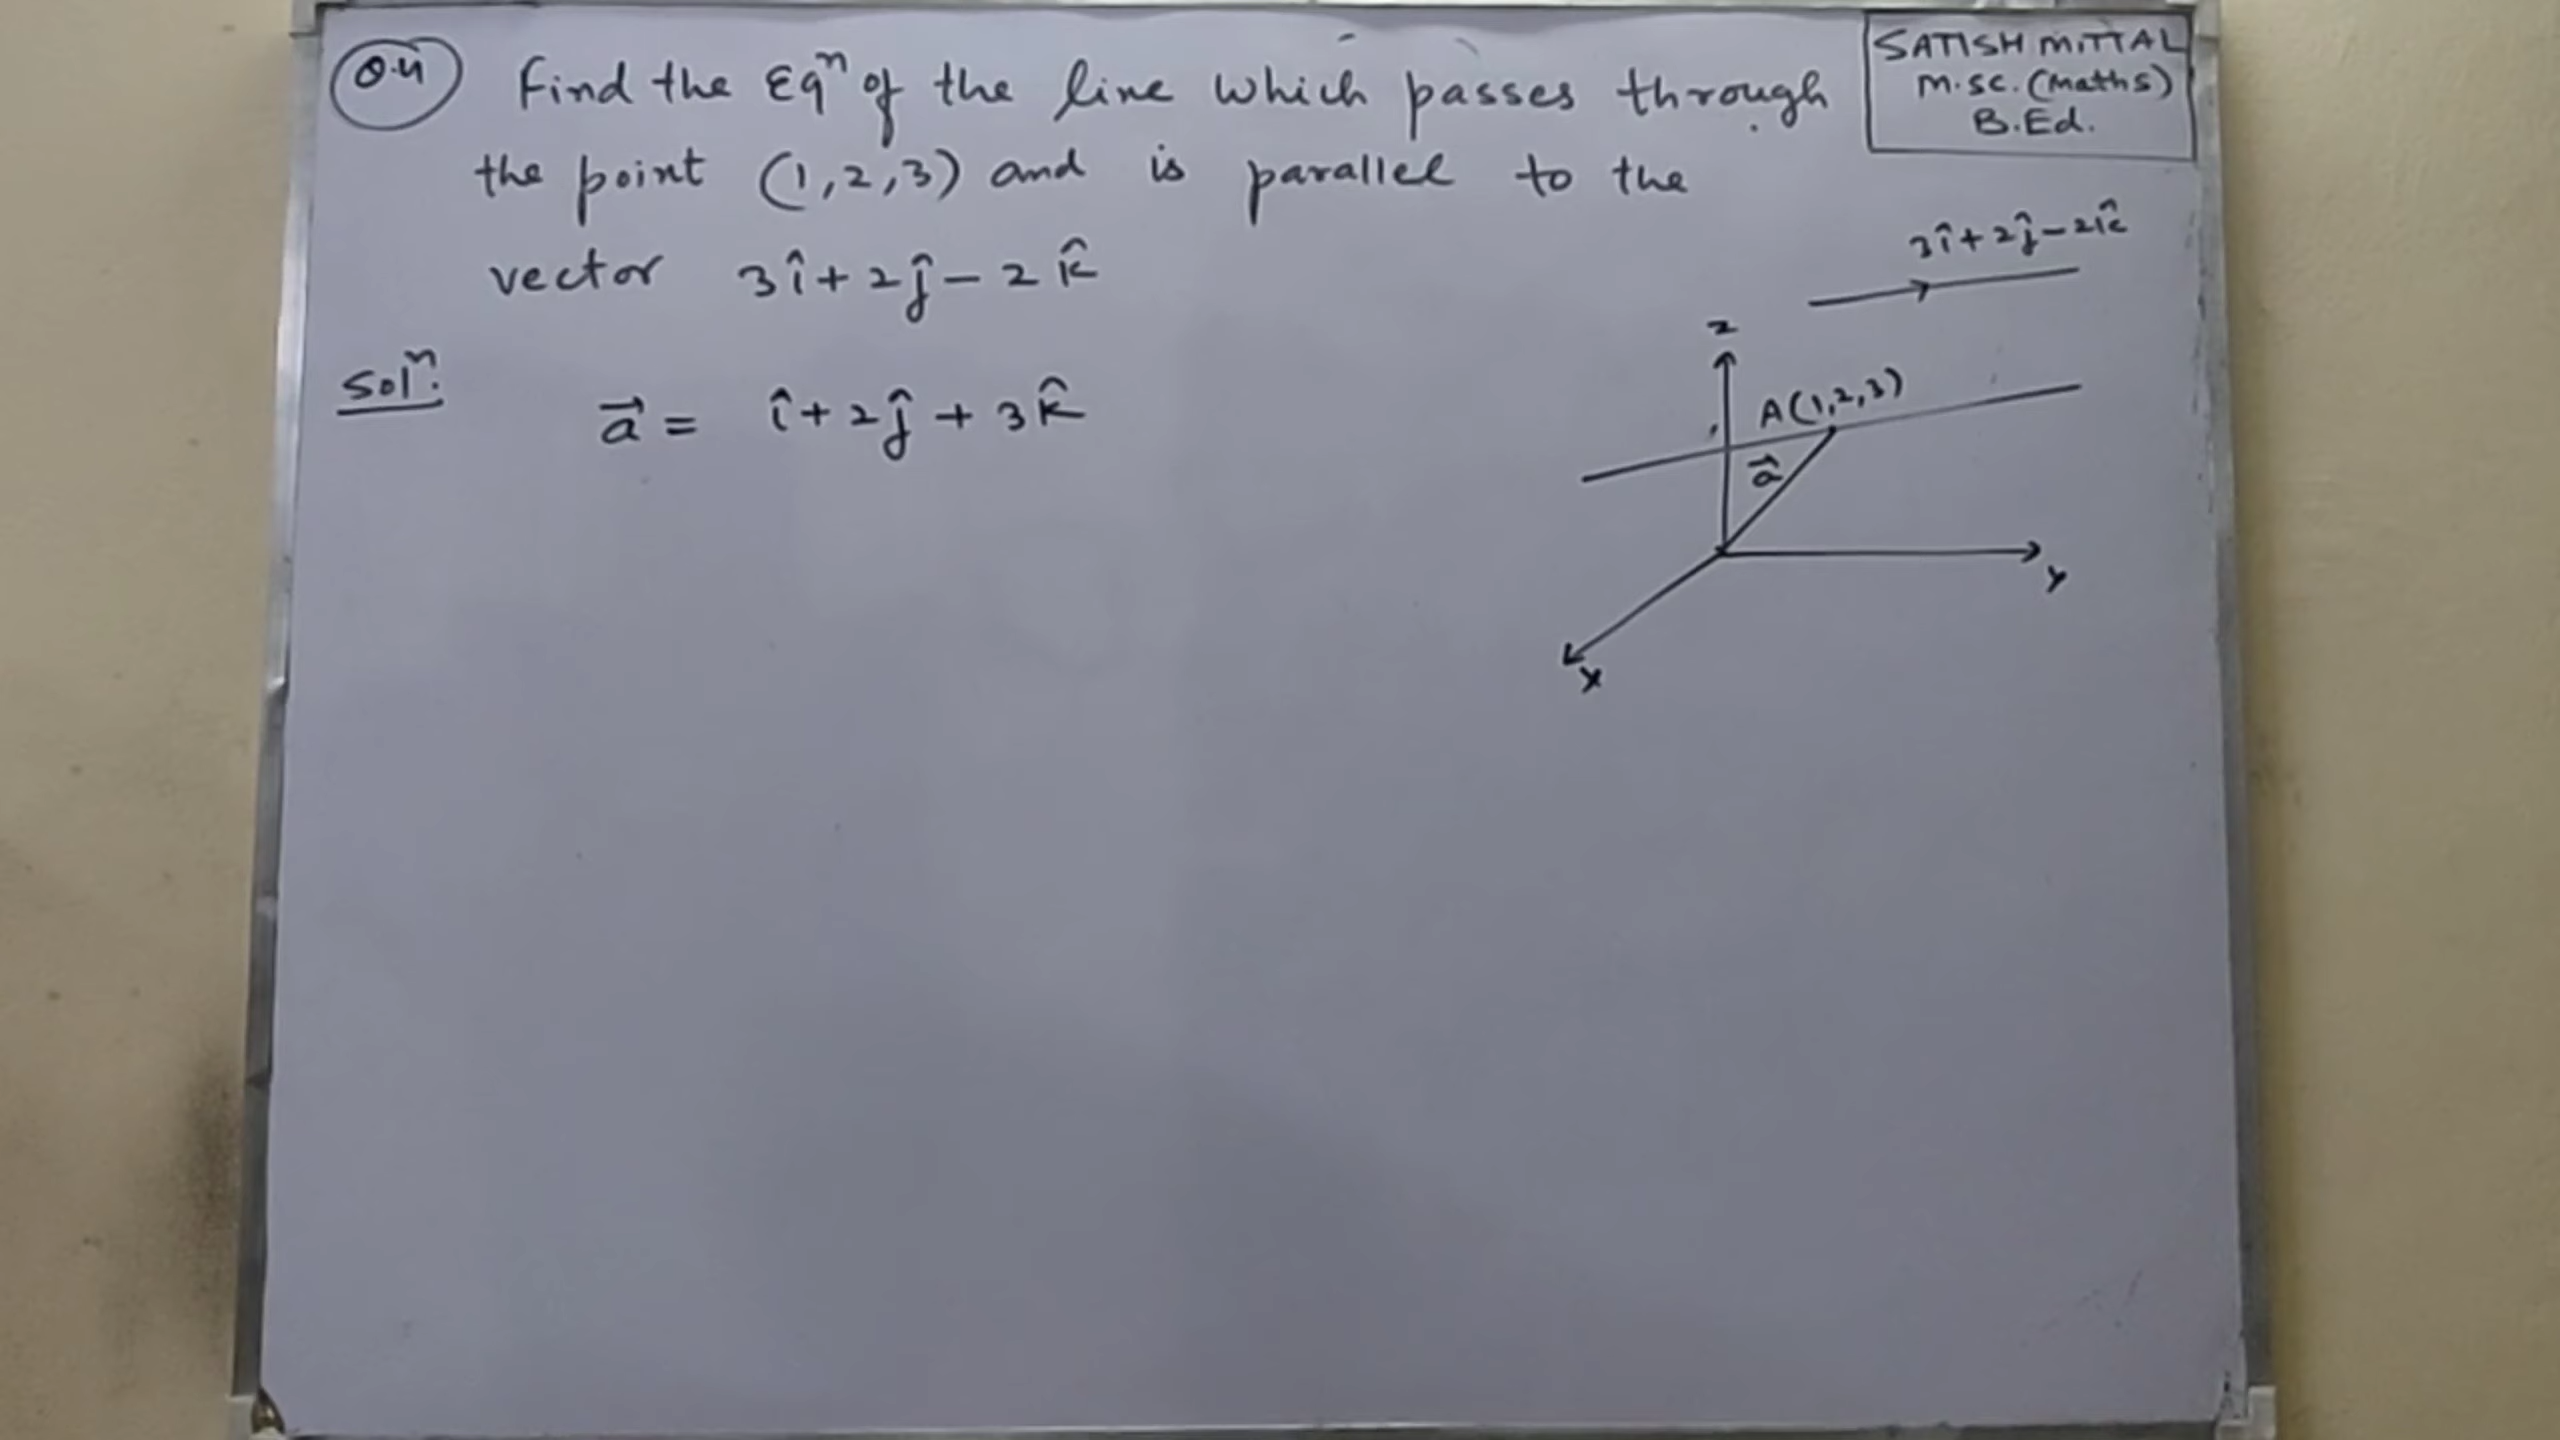 Q.4 Find the Eqⁿ of the line which passes through
the point (1,2,3) and is parallel to the
vector 3î+2ĵ-2k̂
SATISH MITTAL
M.Sc. (Maths)
B.Ed.
3î+2ĵ-2k̂
Solⁿ: a⃗ = î+2ĵ+3k̂
z
A(1,2,3)
a⃗
y
x